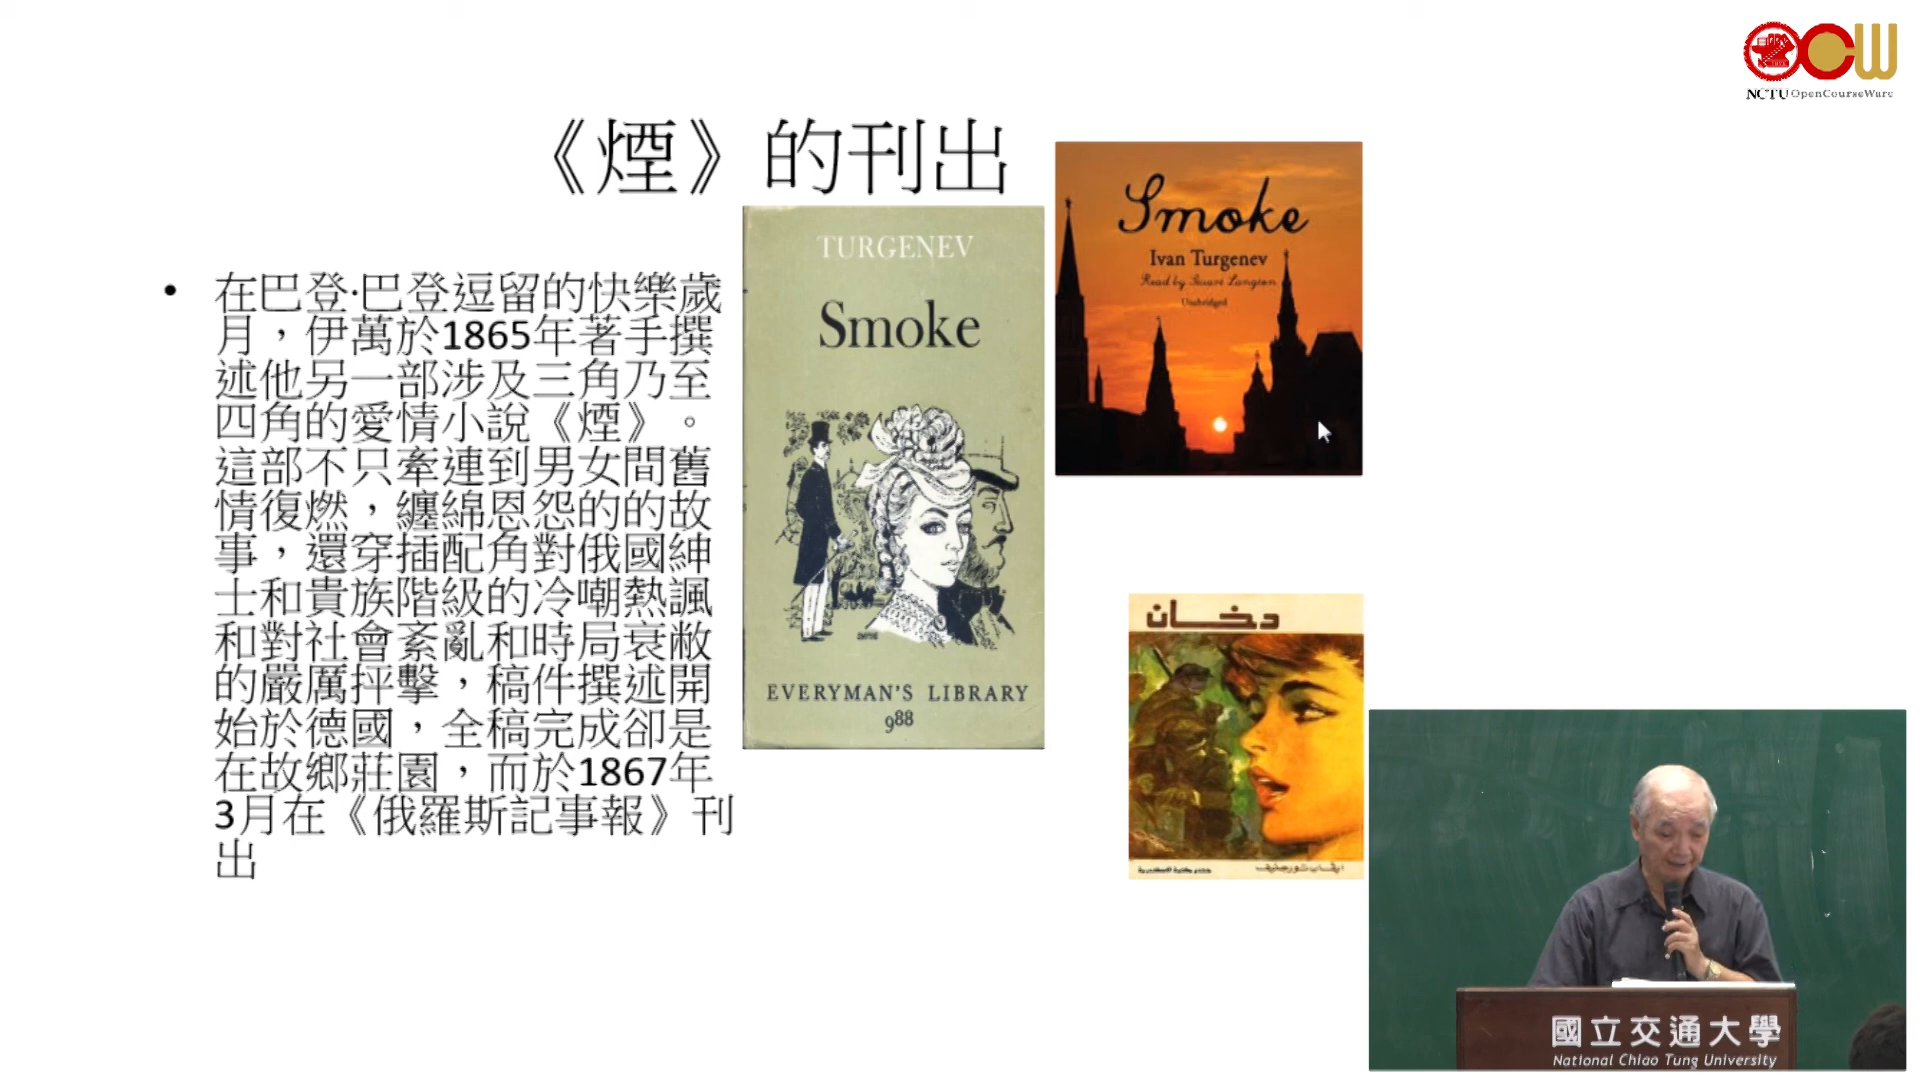 NCTU OpenCourseWare
《煙》的刊出
• 在巴登·巴登逗留的快樂歲
月，伊萬於1865年著手撰
述他另一部涉及三角乃至
四角的愛情小說《煙》。
這部不只牽連到男女間舊
情復燃，纏綿恩怨的的故
事，還穿插配角對俄國紳
士和貴族階級的冷嘲熱諷
和對社會紊亂和時局衰敝
的嚴厲抨擊，稿件撰述開
始於德國，全稿完成卻是
在故鄉莊園，而於1867年
3月在《俄羅斯記事報》刊
出
TURGENEV
Smoke
EVERYMAN'S LIBRARY
988
Smoke
Ivan Turgenev
Read by Stuart Langton
Unabridged
دخان
國立交通大學
National Chiao Tung University